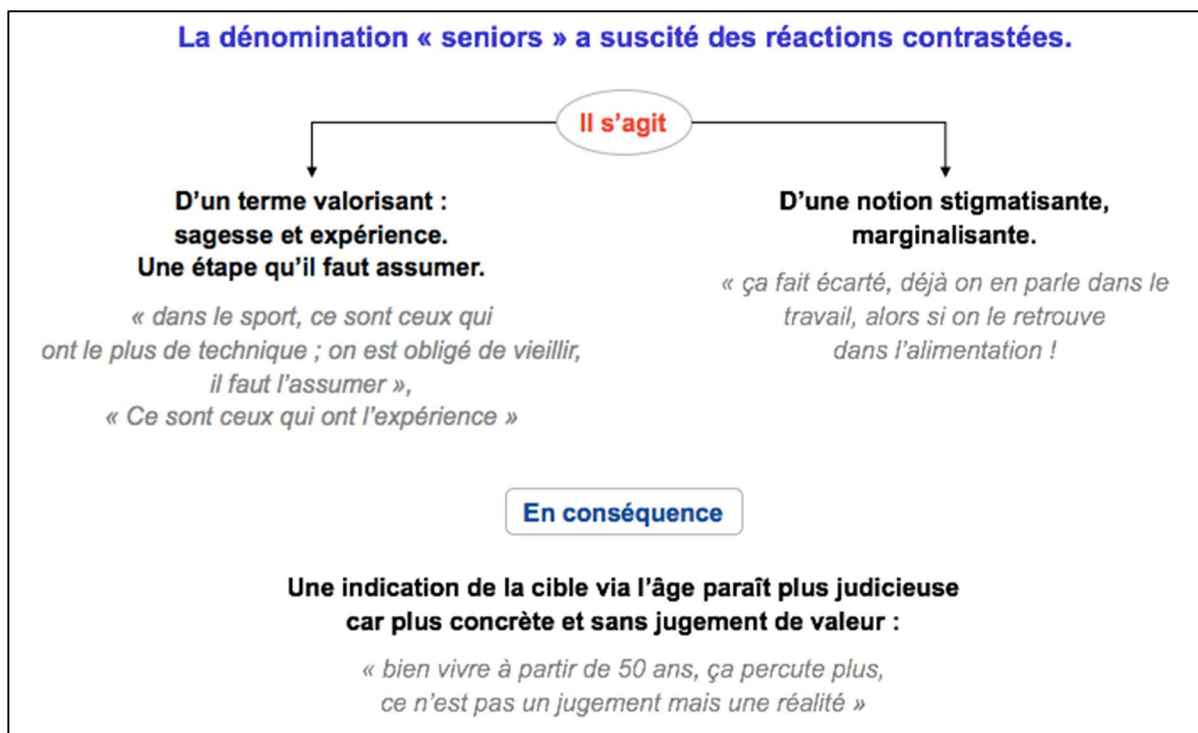 La dénomination « seniors » a suscité des réactions contrastées.
Il s’agit
D’un terme valorisant :
sagesse et expérience.
Une étape qu’il faut assumer.
« dans le sport, ce sont ceux qui
ont le plus de technique ; on est obligé de vieillir,
il faut l’assumer »,
« Ce sont ceux qui ont l’expérience »
D’une notion stigmatisante,
marginalisante.
« ça fait écarté, déjà on en parle dans le
travail, alors si on le retrouve
dans l’alimentation !
En conséquence
Une indication de la cible via l’âge paraît plus judicieuse
car plus concrète et sans jugement de valeur :
« bien vivre à partir de 50 ans, ça percute plus,
ce n’est pas un jugement mais une réalité »